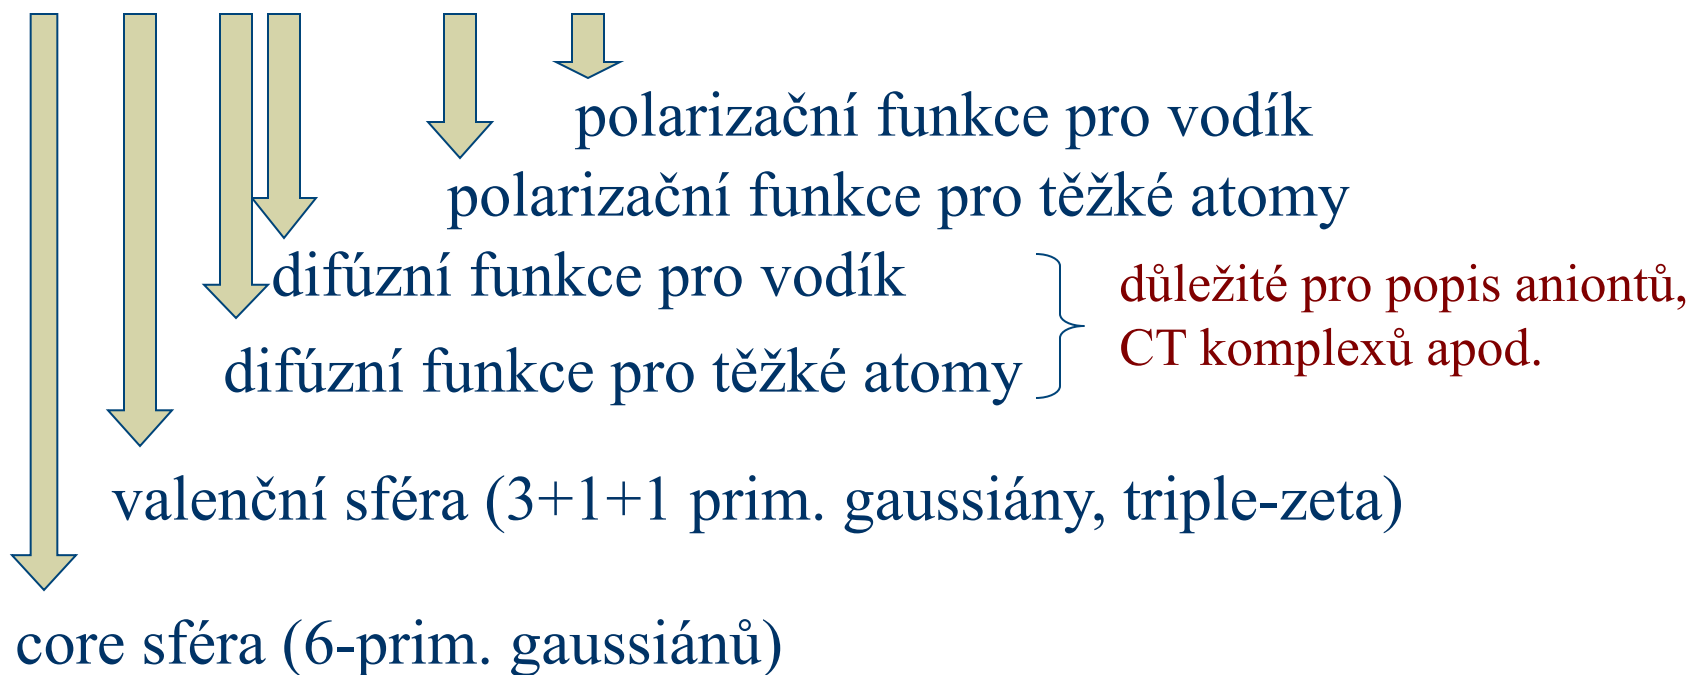 polarizační funkce pro vodík
polarizační funkce pro těžké atomy
difúzní funkce pro vodík
difúzní funkce pro těžké atomy
důležité pro popis aniontů,
CT komplexů apod.
valenční sféra (3+1+1 prim. gaussiány, triple-zeta)
core sféra (6-prim. gaussiánů)